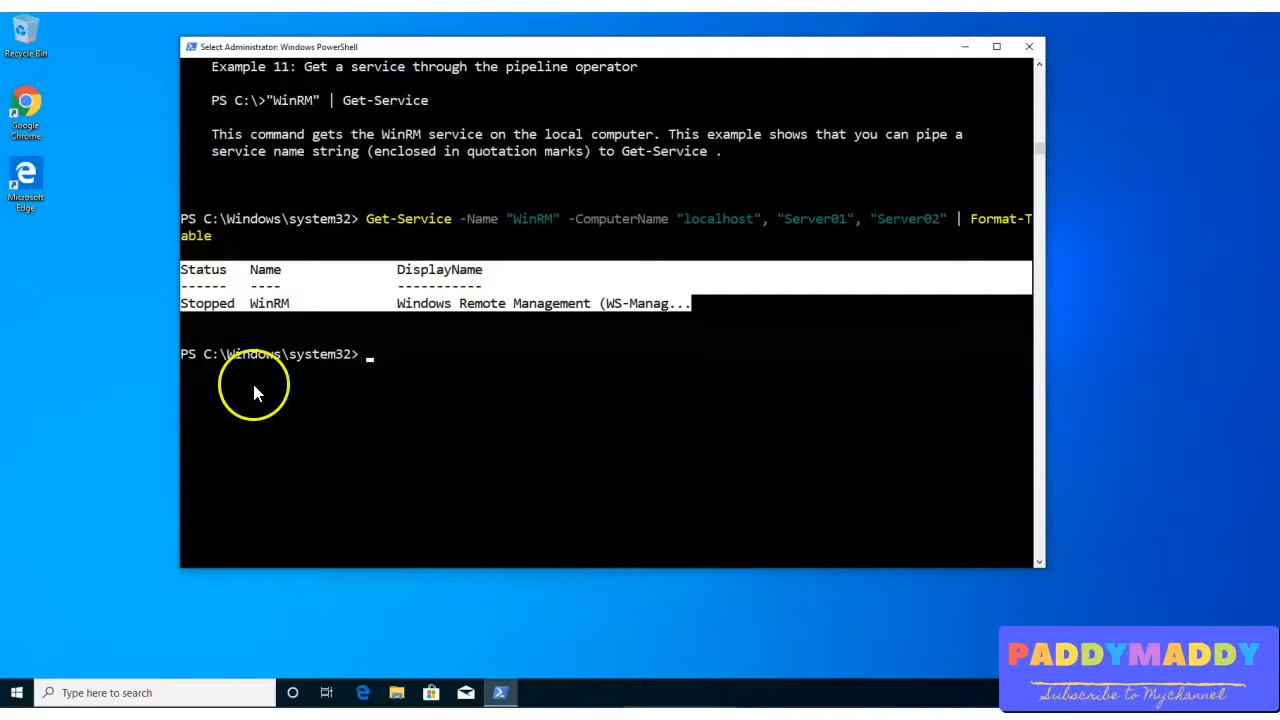 Recycle Bin
Google
Chrome
Microsoft
Edge
Select Administrator: Windows PowerShell
Example 11: Get a service through the pipeline operator
PS C:\>"WinRM" | Get-Service
This command gets the WinRM service on the local computer. This example shows that you can pipe a
service name string (enclosed in quotation marks) to Get-Service .
PS C:\Windows\system32> Get-Service -Name "WinRM" -ComputerName "localhost", "Server01", "Server02" | Format-T
able
Status Name DisplayName
------ ---- -----------
Stopped WinRM Windows Remote Management (WS-Manag...
PS C:\Windows\system32>
Type here to search
PADDYMADDY
Subscribe to Mychannel